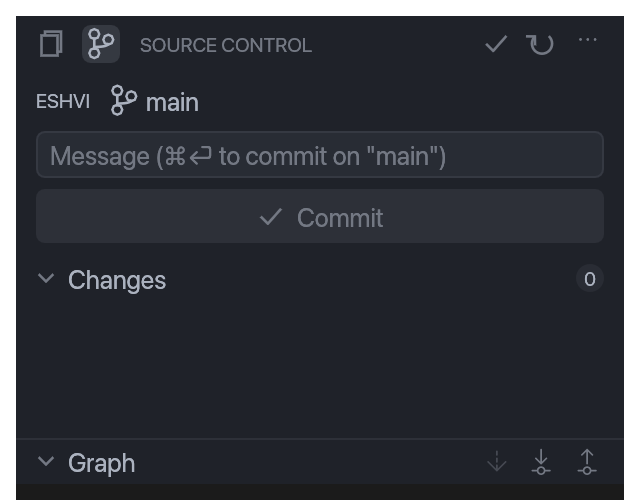 SOURCE CONTROL
ESHVI main
Message (⌘⏎ to commit on "main")
Commit
Changes 0
Graph